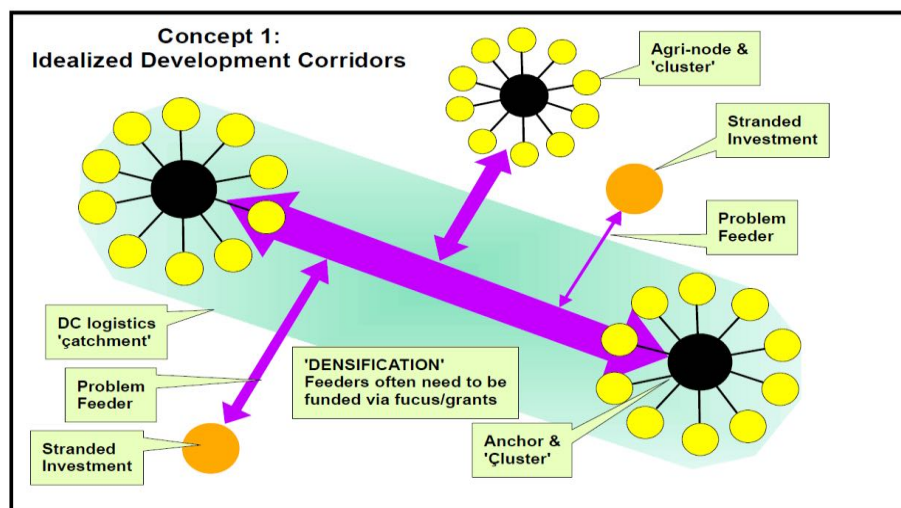 Concept 1:
Idealized Development Corridors
Agri-node &
'cluster'
Stranded
Investment
Problem
Feeder
DC logistics
'çatchment'
Problem
Feeder
Stranded
Investment
'DENSIFICATION'
Feeders often need to be
funded via fucus/grants
Anchor &
'Çluster'